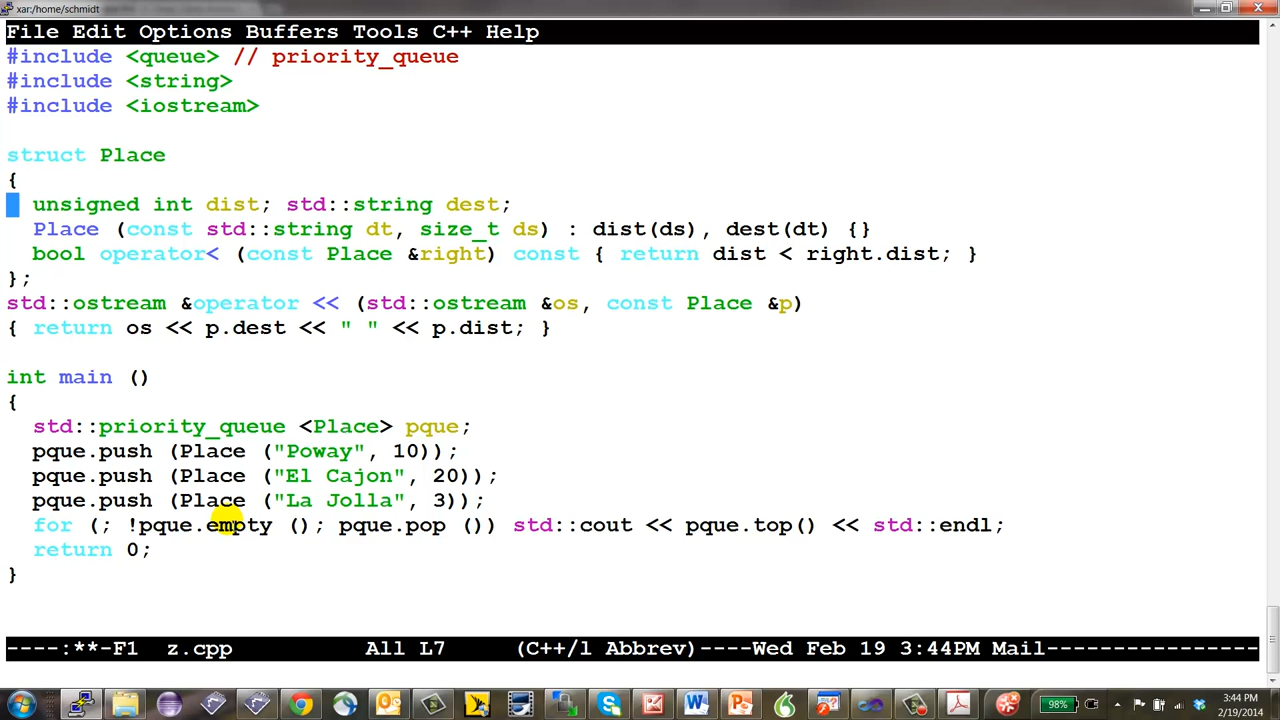 xar:/home/schmidt
File Edit Options Buffers Tools C++ Help
#include <queue> // priority_queue
#include <string>
#include <iostream>
struct Place
{
unsigned int dist; std::string dest;
Place (const std::string dt, size_t ds) : dist(ds), dest(dt) {}
bool operator< (const Place &right) const { return dist < right.dist; }
};
std::ostream &operator << (std::ostream &os, const Place &p)
{ return os << p.dest << " " << p.dist; }
int main ()
{
std::priority_queue <Place> pque;
pque.push (Place ("Poway", 10));
pque.push (Place ("El Cajon", 20));
pque.push (Place ("La Jolla", 3));
for (; !pque.empty (); pque.pop ()) std::cout << pque.top() << std::endl;
return 0;
}
----:**-F1  z.cpp          All L7        (C++/l Abbrev)----Wed Feb 19 3:44PM Mail----------------
98%
3:44 PM
2/19/2014